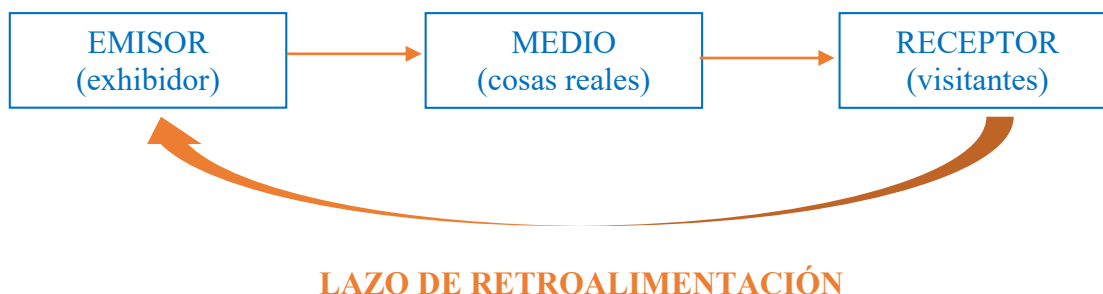 EMISOR
(exhibidor)
MEDIO
(cosas reales)
RECEPTOR
(visitantes)
LAZO DE RETROALIMENTACIÓN